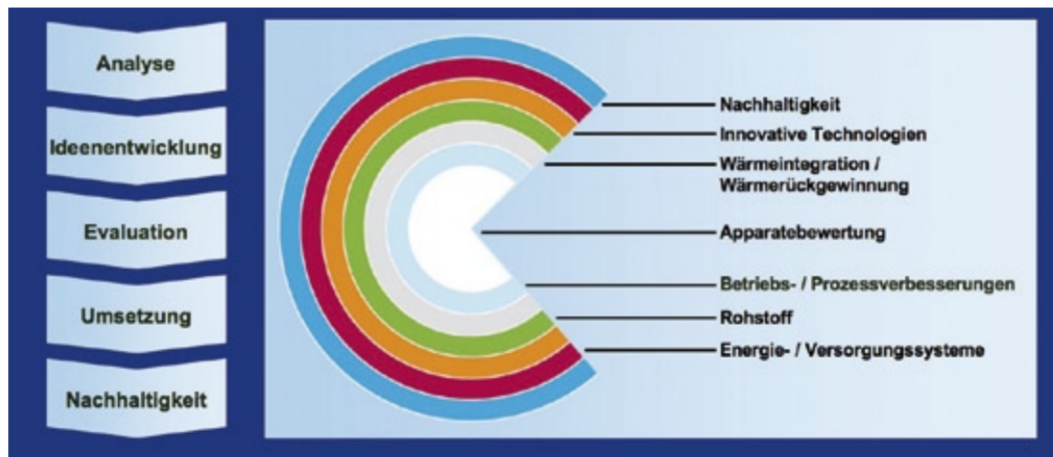 Analyse
Ideenentwicklung
Evaluation
Umsetzung
Nachhaltigkeit
Nachhaltigkeit
Innovative Technologien
Wärmeintegration /
Wärmerückgewinnung
Apparatebewertung
Betriebs- / Prozessverbesserungen
Rohstoff
Energie- / Versorgungssysteme